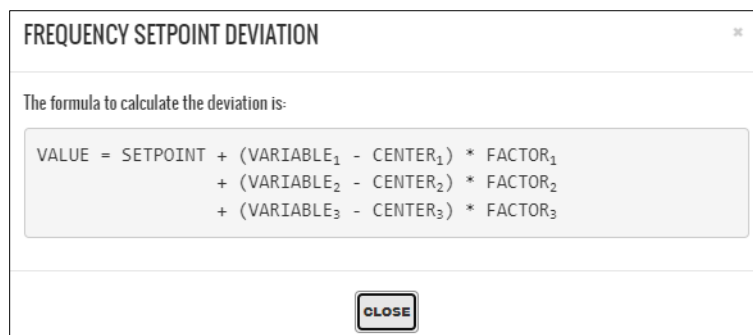 FREQUENCY SETPOINT DEVIATION
×
The formula to calculate the deviation is:
VALUE = SETPOINT + (VARIABLE₁ - CENTER₁) * FACTOR₁
+ (VARIABLE₂ - CENTER₂) * FACTOR₂
+ (VARIABLE₃ - CENTER₃) * FACTOR₃
CLOSE